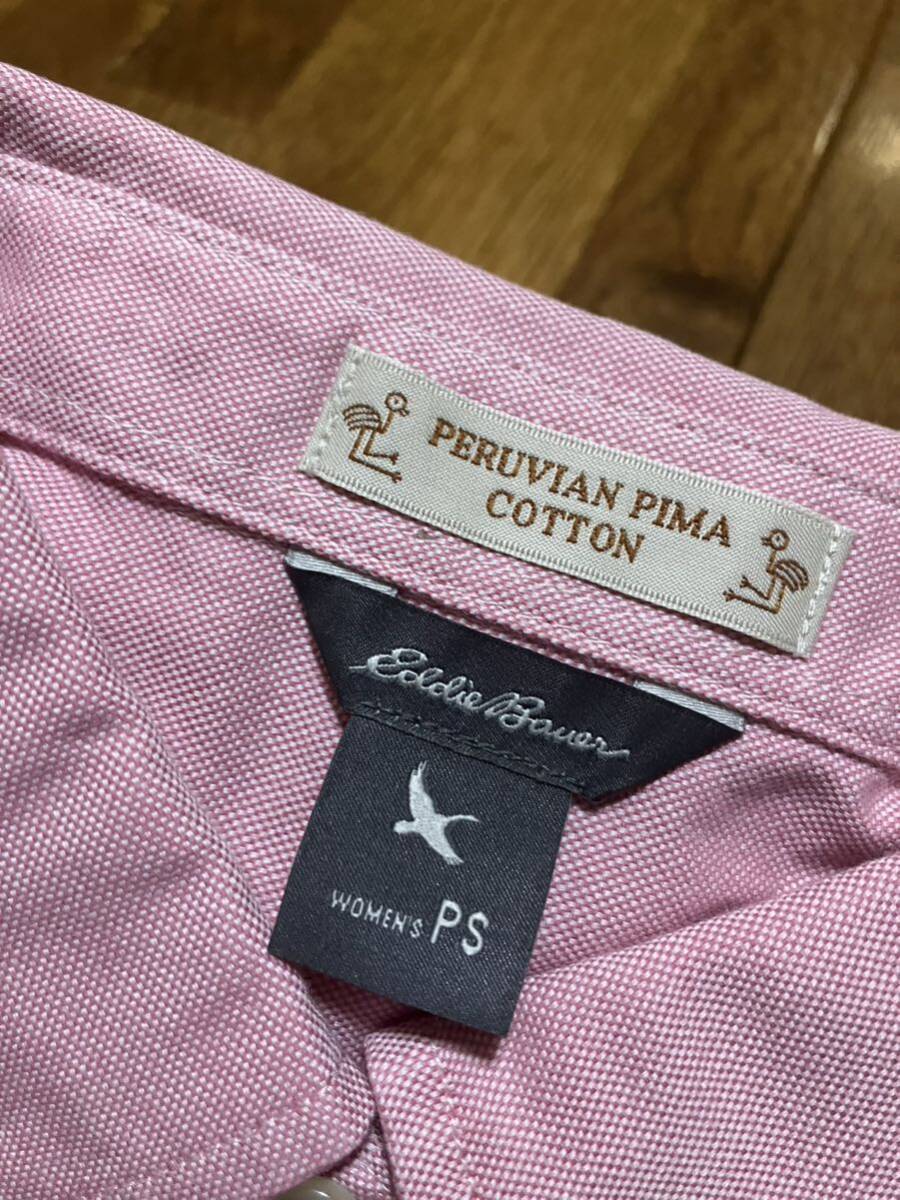 PERUVIAN PIMA
COTTON
Eddie Bauer
WOMEN'S PS